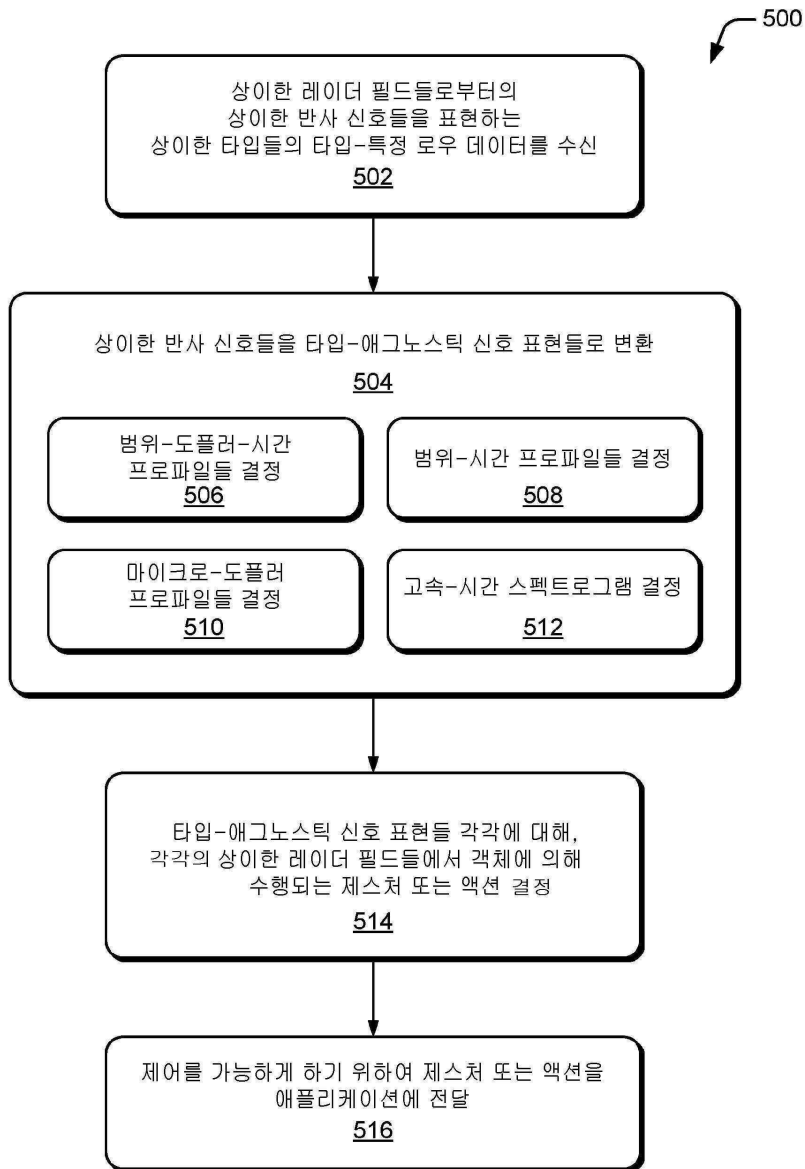 500
상이한 레이더 필드들로부터의
상이한 반사 신호들을 표현하는
상이한 타입들의 타입-특정 로우 데이터를 수신
502
상이한 반사 신호들을 타입-애그노스틱 신호 표현들로 변환
504
범위-도플러-시간
프로파일들 결정
506
범위-시간 프로파일들 결정
508
마이크로-도플러
프로파일들 결정
510
고속-시간 스펙트로그램 결정
512
타입-애그노스틱 신호 표현들 각각에 대해,
각각의 상이한 레이더 필드들에서 객체에 의해
수행되는 제스처 또는 액션 결정
514
제어를 가능하게 하기 위하여 제스처 또는 액션을
애플리케이션에 전달
516